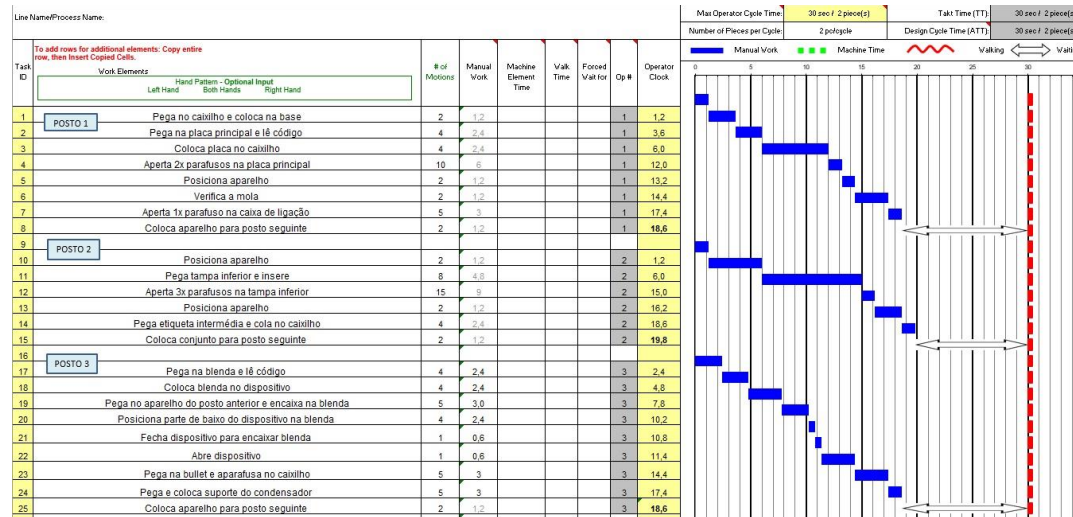 Line Name/Process Name:
Max Operator Cycle Time: 30 sec / 2 piece(s) Takt Time (TT): 30 sec / 2 piece(s
Number of Pieces per Cycle: 2 pc/cycle Design Cycle Time (ATT): 30 sec / 2 piece(s
To add rows for additional elements: Copy entire
row, then Insert Copied Cells.
Manual Work Machine Time Walking Waiti
Task ID Work Elements # of Motions Manual Work Machine Element Time Walk Time Forced Wait for Op # Operator Clock
Hand Pattern - Optional Input
Left Hand Both Hands Right Hand
0 5 10 15 20 25 30
POSTO 1
1 Pega no caixilho e coloca na base 2 1,2 1 1,2
2 Pega na placa principal e lê código 4 2,4 1 3,6
3 Coloca placa no caixilho 4 2,4 1 6,0
4 Aperta 2x parafusos na placa principal 10 6 1 12,0
5 Posiciona aparelho 2 1,2 1 13,2
6 Verifica a mola 2 1,2 1 14,4
7 Aperta 1x parafuso na caixa de ligação 5 3 1 17,4
8 Coloca aparelho para posto seguinte 2 1,2 1 18,6
9
POSTO 2
10 Posiciona aparelho 2 1,2 2 1,2
11 Pega tampa inferior e insere 8 4,8 2 6,0
12 Aperta 3x parafusos na tampa inferior 15 9 2 15,0
13 Posiciona aparelho 2 1,2 2 16,2
14 Pega etiqueta intermédia e cola no caixilho 4 2,4 2 18,6
15 Coloca conjunto para posto seguinte 2 1,2 2 19,8
16
POSTO 3
17 Pega na blenda e lê código 4 2,4 3 2,4
18 Coloca blenda no dispositivo 4 2,4 3 4,8
19 Pega no aparelho do posto anterior e encaixa na blenda 5 3,0 3 7,8
20 Posiciona parte de baixo do dispositivo na blenda 4 2,4 3 10,2
21 Fecha dispositivo para encaixar blenda 1 0,6 3 10,8
22 Abre dispositivo 1 0,6 3 11,4
23 Pega na bullet e aparafusa no caixilho 5 3 3 14,4
24 Pega e coloca suporte do condensador 5 3 3 17,4
25 Coloca aparelho para posto seguinte 2 1,2 3 18,6